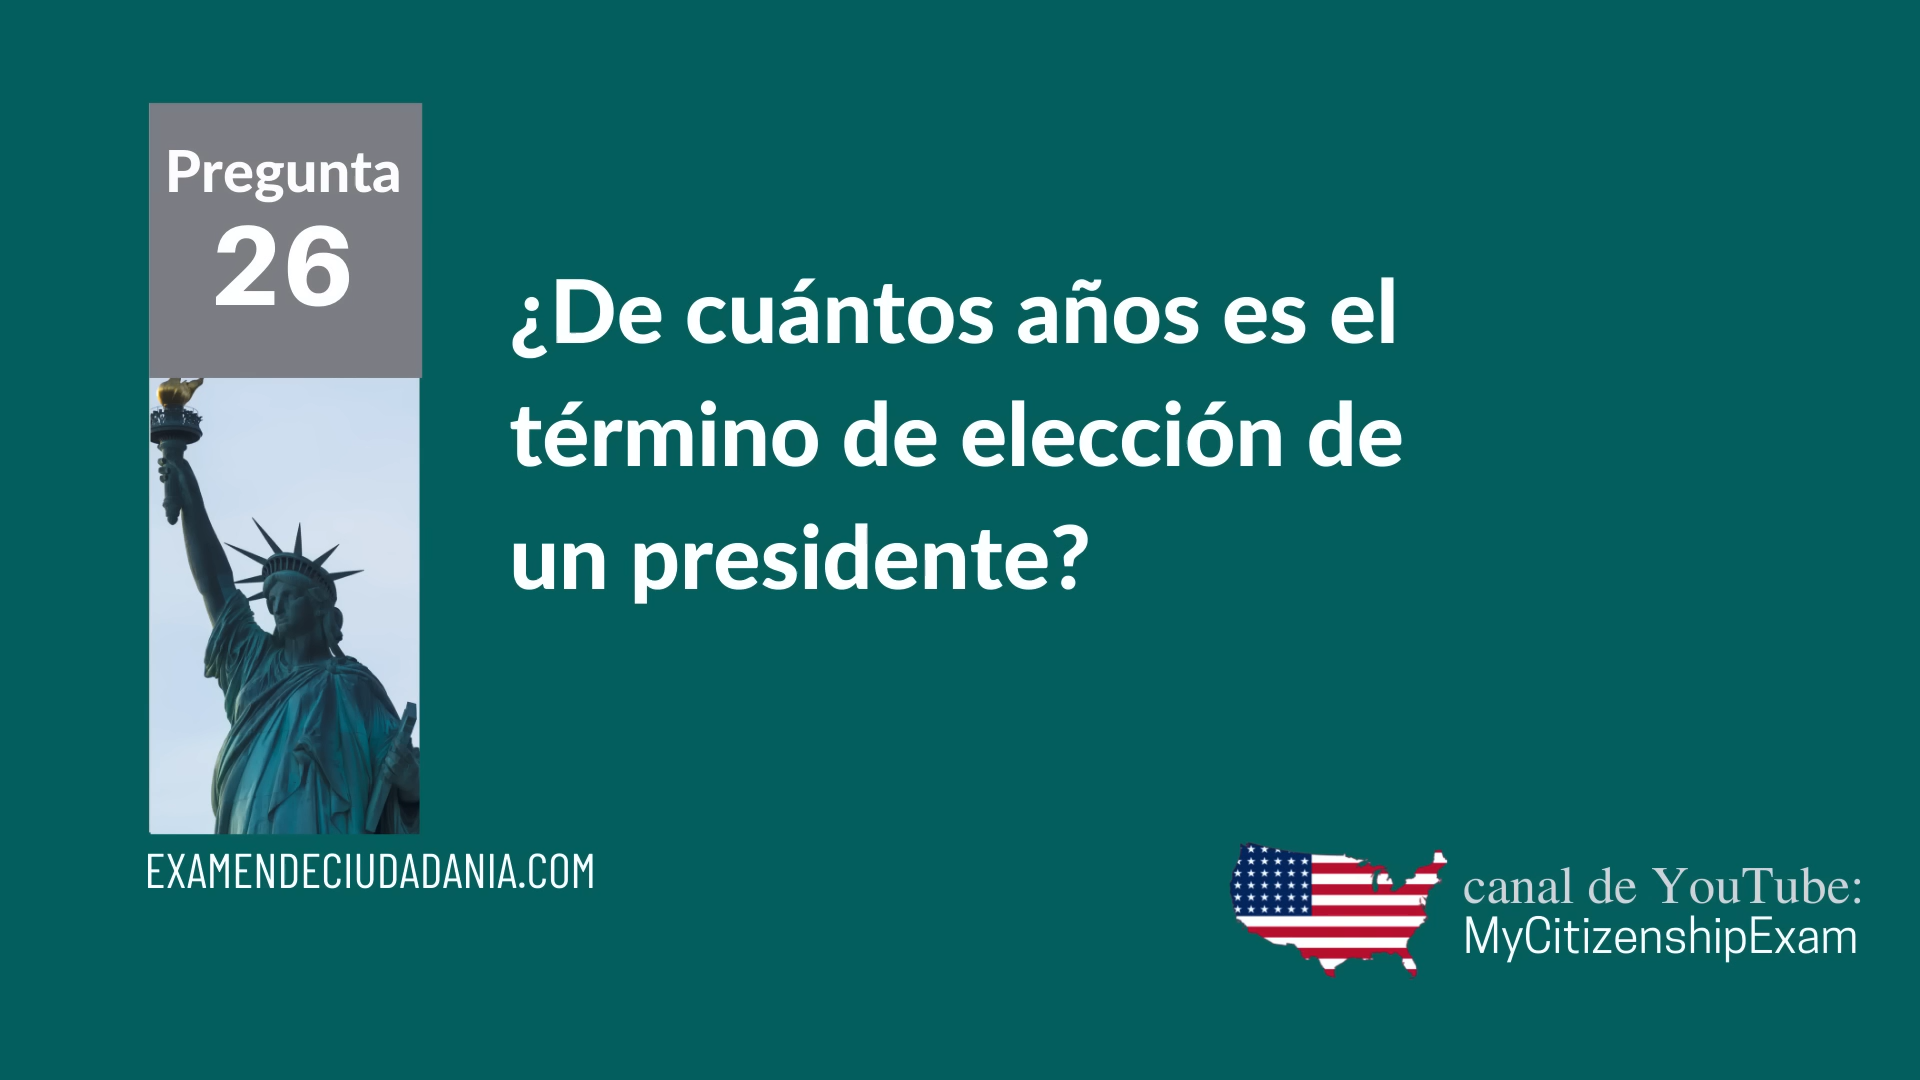 Pregunta
26
¿De cuántos años es el
término de elección de
un presidente?
EXAMENDECIUDADANIA.COM
canal de YouTube:
MyCitizenshipExam